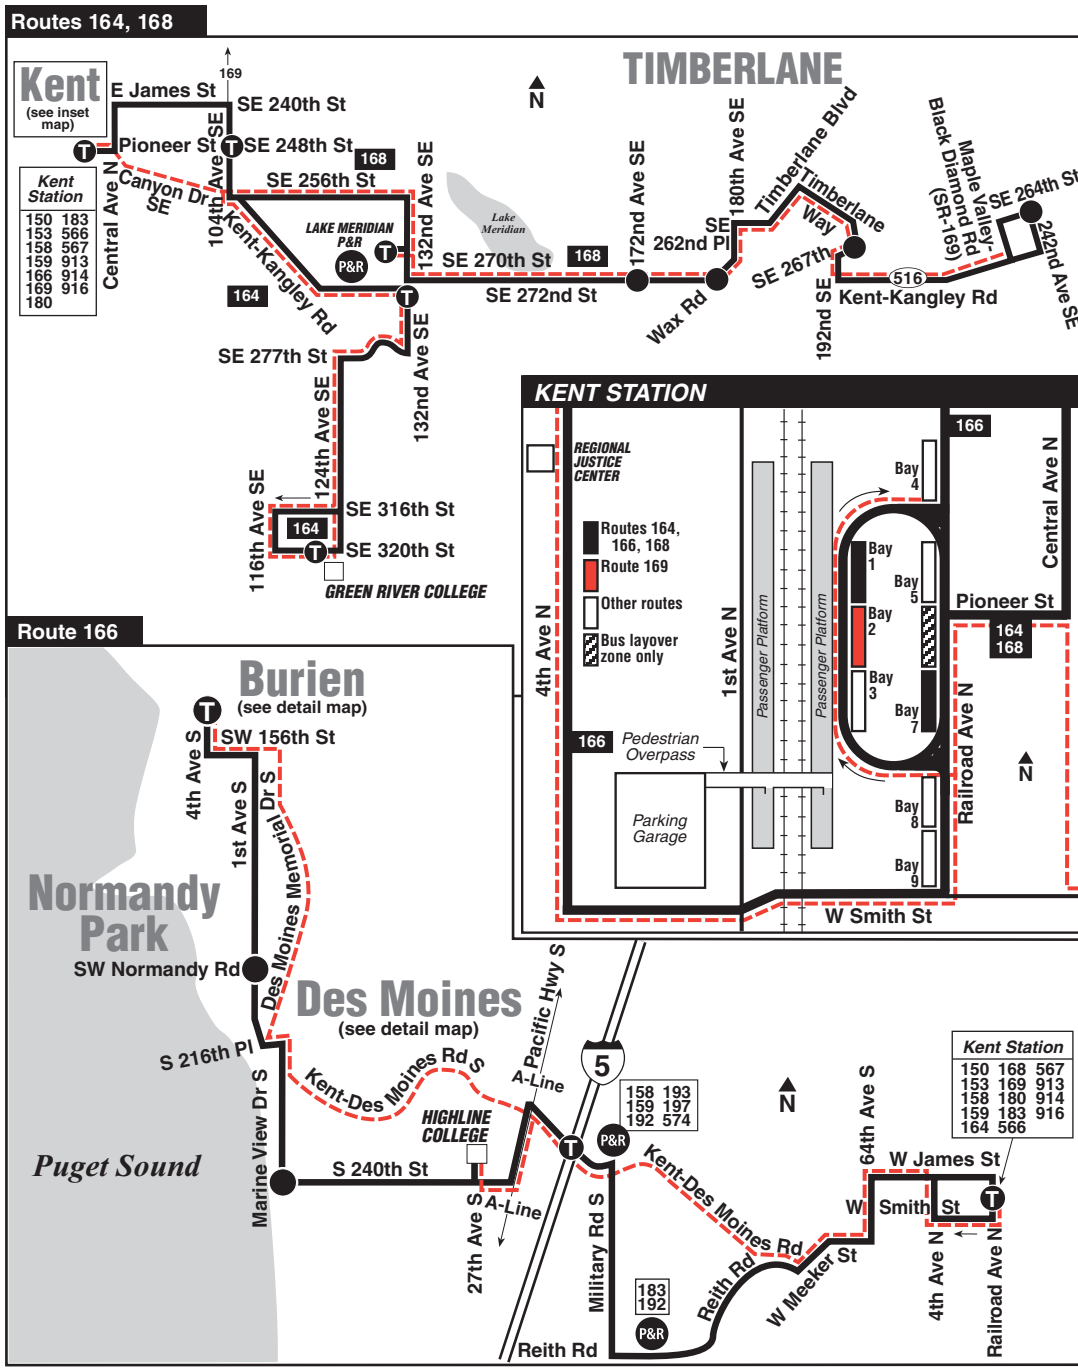 Routes 164, 168
Kent
(see inset
map)
E James St
169
SE 240th St
N
TIMBERLANE
Pioneer St
T
T
SE 248th St
168
SE 256th St
Canyon Dr
SE
104th Ave SE
Central Ave N
Kent
Station
150 183
153 566
158 567
159 913
166 914
169 916
180
LAKE MERIDIAN
P&R
P&R
T
132nd Ave SE
Lake
Meridian
SE 270th St
168
SE 272nd St
172nd Ave SE
Wax Rd
SE
262nd Pl
180th Ave SE
Timberlane Blvd
Timberlane
Way
SE 267th
192nd SE
516
Kent-Kangley Rd
Maple Valley-
Black Diamond Rd
(SR-169)
SE 264th St
242nd Ave SE
Kent-Kangley Rd
164
T
SE 277th St
132nd Ave SE
124th Ave SE
116th Ave SE
SE 316th St
164
T
SE 320th St
GREEN RIVER COLLEGE
KENT STATION
REGIONAL
JUSTICE
CENTER
Routes 164,
166, 168
Route 169
Other routes
Bus layover
zone only
4th Ave N
1st Ave N
Passenger Platform
Passenger Platform
166
Bay
4
Bay
1
Bay
5
Bay
2
Bay
3
Bay
7
Bay
8
Bay
9
Central Ave N
Pioneer St
164
168
Railroad Ave N
N
166
Pedestrian
Overpass
Parking
Garage
W Smith St
Route 166
Burien
(see detail map)
T
SW 156th St
4th Ave S
1st Ave S
Des Moines Memorial Dr S
Normandy
Park
SW Normandy Rd
Des Moines
(see detail map)
S 216th Pl
Kent-Des Moines Rd S
Marine View Dr S
Puget Sound
HIGHLINE
COLLEGE
S 240th St
27th Ave S
A-Line
A-Line
Pacific Hwy S
5
T
158 193
159 197
192 574
P&R
Kent-Des Moines Rd
Military Rd S
183
192
P&R
Reith Rd
Reith Rd
W Meeker St
N
64th Ave S
W James St
W Smith St
T
4th Ave N
Railroad Ave N
Kent Station
150 168 567
153 169 913
158 180 914
159 183 916
164 566